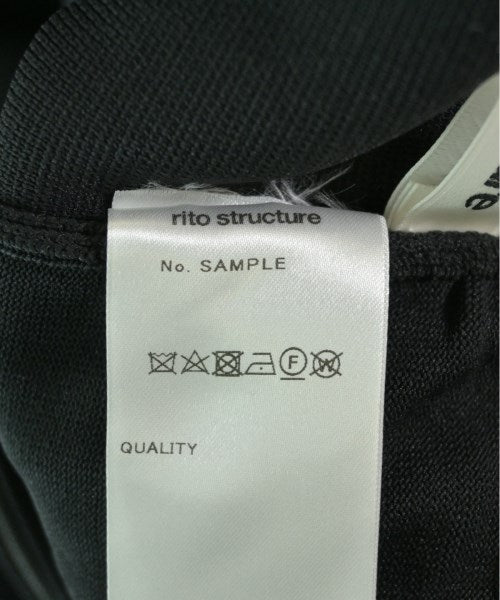 rito structure
No. SAMPLE
F W
QUALITY